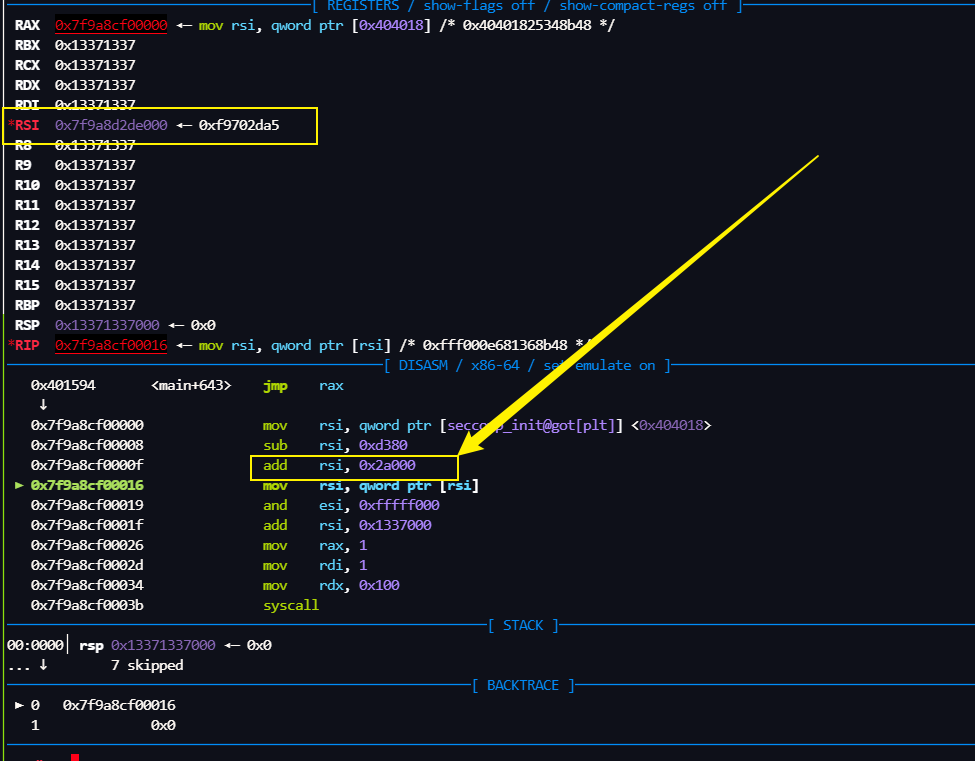 [ REGISTERS / show-flags off / show-compact-regs off ]
RAX 0x7f9a8cf00000 ← mov rsi, qword ptr [0x404018] /* 0x40401825348b48 */
RBX 0x13371337
RCX 0x13371337
RDX 0x13371337
RDI 0x13371337
*RSI 0x7f9a8d2de000 ← 0xf9702da5
R8 0x13371337
R9 0x13371337
R10 0x13371337
R11 0x13371337
R12 0x13371337
R13 0x13371337
R14 0x13371337
R15 0x13371337
RBP 0x13371337
RSP 0x13371337000 ← 0x0
*RIP 0x7f9a8cf00016 ← mov rsi, qword ptr [rsi] /* 0xfff000e681368b48 */
[ DISASM / x86-64 / set emulate on ]
0x401594 <main+643> jmp rax
↓
0x7f9a8cf00000 mov rsi, qword ptr [seccomp_init@got[plt]] <0x404018>
0x7f9a8cf00008 sub rsi, 0xd380
0x7f9a8cf0000f add rsi, 0x2a000
► 0x7f9a8cf00016 mov rsi, qword ptr [rsi]
0x7f9a8cf00019 and esi, 0xfffff000
0x7f9a8cf0001f add rsi, 0x1337000
0x7f9a8cf00026 mov rax, 1
0x7f9a8cf0002d mov rdi, 1
0x7f9a8cf00034 mov rdx, 0x100
0x7f9a8cf0003b syscall
[ STACK ]
00:0000│ rsp 0x13371337000 ← 0x0
... ↓ 7 skipped
[ BACKTRACE ]
► 0 0x7f9a8cf00016
1 0x0